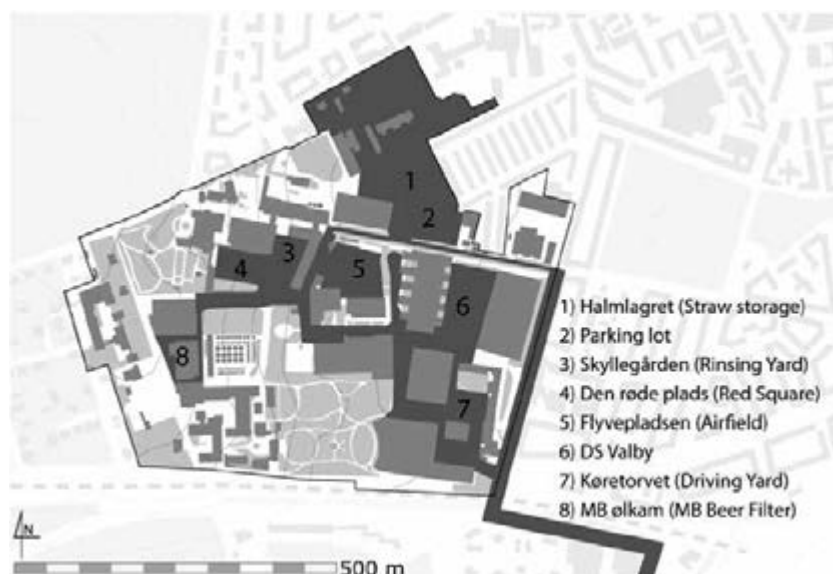 1
2
3
4
5
6
7
8
1) Halmlagret (Straw storage)
2) Parking lot
3) Skyllegården (Rinsing Yard)
4) Den røde plads (Red Square)
5) Flyvepladsen (Airfield)
6) DS Valby
7) Køretorvet (Driving Yard)
8) MB ølkam (MB Beer Filter)
N
500 m